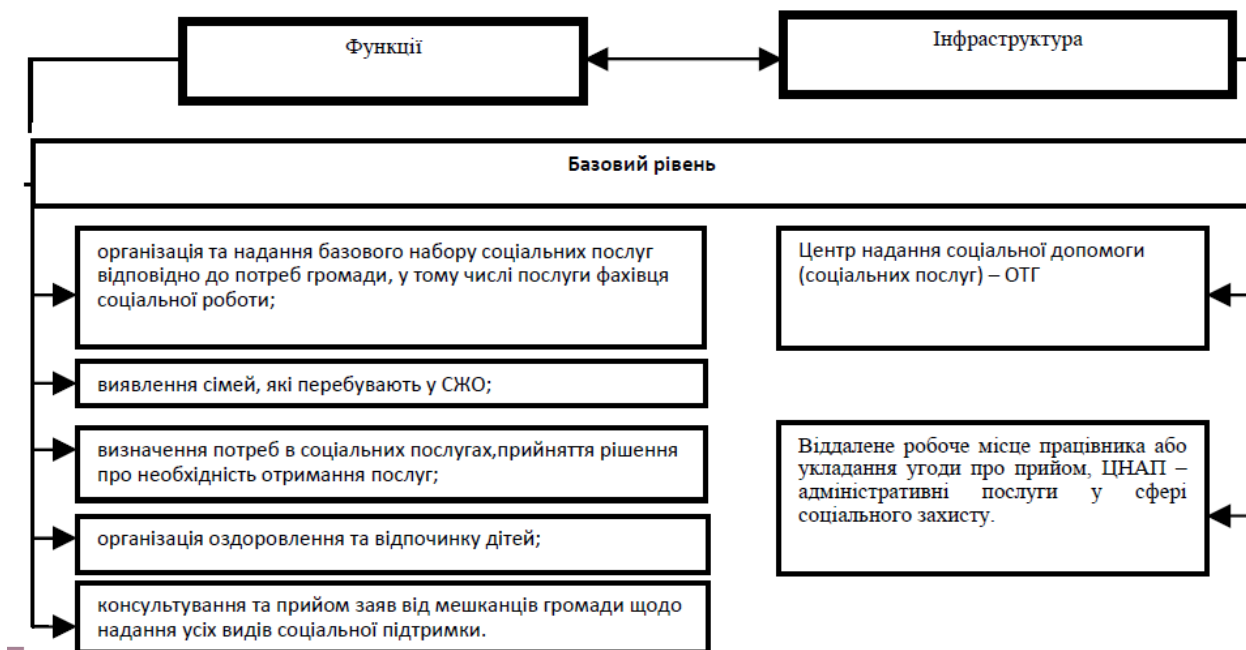 Функції
Інфраструктура
Базовий рівень
організація та надання базового набору соціальних послуг
відповідно до потреб громади, у тому числі послуги фахівця
соціальної роботи;
виявлення сімей, які перебувають у СЖО;
визначення потреб в соціальних послугах,прийняття рішення
про необхідність отримання послуг;
організація оздоровлення та відпочинку дітей;
консультування та прийом заяв від мешканців громади щодо
надання усіх видів соціальної підтримки.
Центр надання соціальної допомоги
(соціальних послуг) – ОТГ
Віддалене робоче місце працівника або
укладання угоди про прийом, ЦНАП –
адміністративні послуги у сфері
соціального захисту.